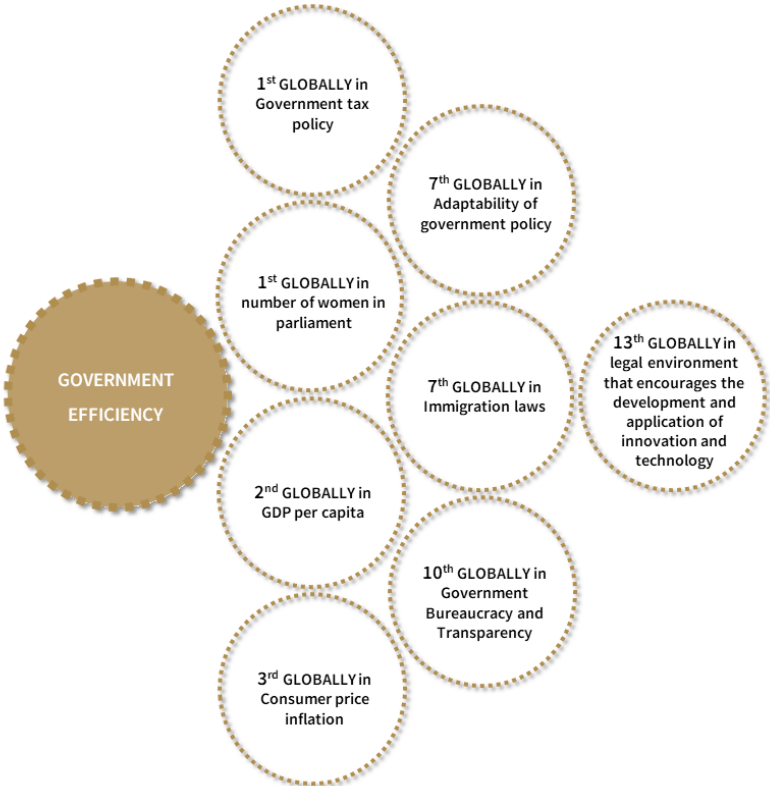 GOVERNMENT
EFFICIENCY
1st GLOBALLY in
Government tax
policy
1st GLOBALLY in
number of women in
parliament
2nd GLOBALLY in
GDP per capita
3rd GLOBALLY in
Consumer price
inflation
7th GLOBALLY in
Adaptability of
government policy
7th GLOBALLY in
Immigration laws
10th GLOBALLY in
Government
Bureaucracy and
Transparency
13th GLOBALLY in
legal environment
that encourages the
development and
application of
innovation and
technology